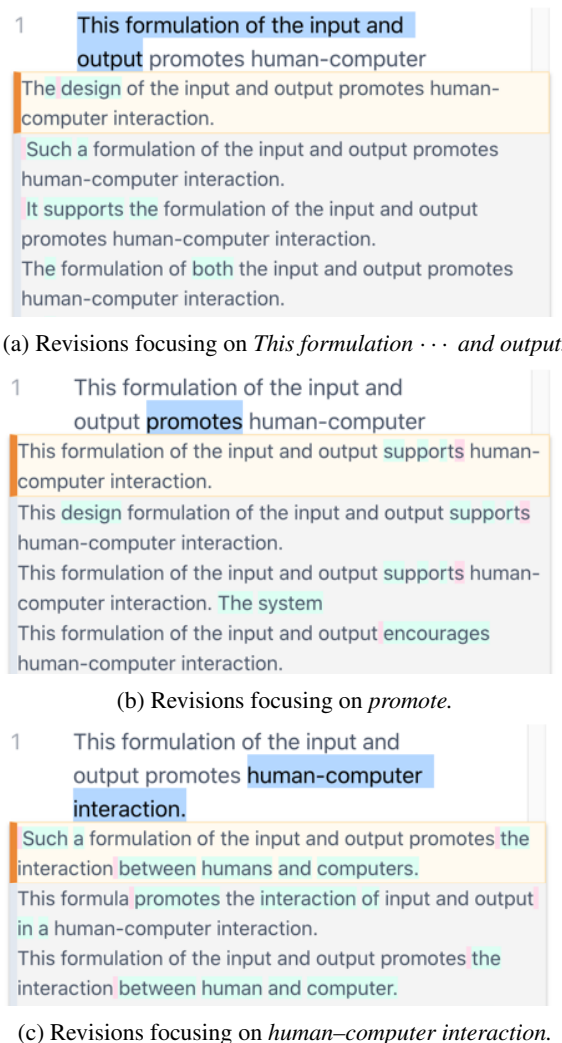 1 This formulation of the input and
output promotes human-computer
The design of the input and output promotes human-
computer interaction.
Such a formulation of the input and output promotes
human-computer interaction.
It supports the formulation of the input and output
promotes human-computer interaction.
The formulation of both the input and output promotes
human-computer interaction.
(a) Revisions focusing on This formulation · · · and output.
1 This formulation of the input and
output promotes human-computer
This formulation of the input and output supports human-
computer interaction.
This design formulation of the input and output supports
human-computer interaction.
This formulation of the input and output supports human-
computer interaction. The system
This formulation of the input and output encourages
human-computer interaction.
(b) Revisions focusing on promote.
1 This formulation of the input and
output promotes human-computer
interaction.
Such a formulation of the input and output promotes the
interaction between humans and computers.
This formula promotes the interaction of input and output
in a human-computer interaction.
This formulation of the input and output promotes the
interaction between human and computer.
(c) Revisions focusing on human–computer interaction.